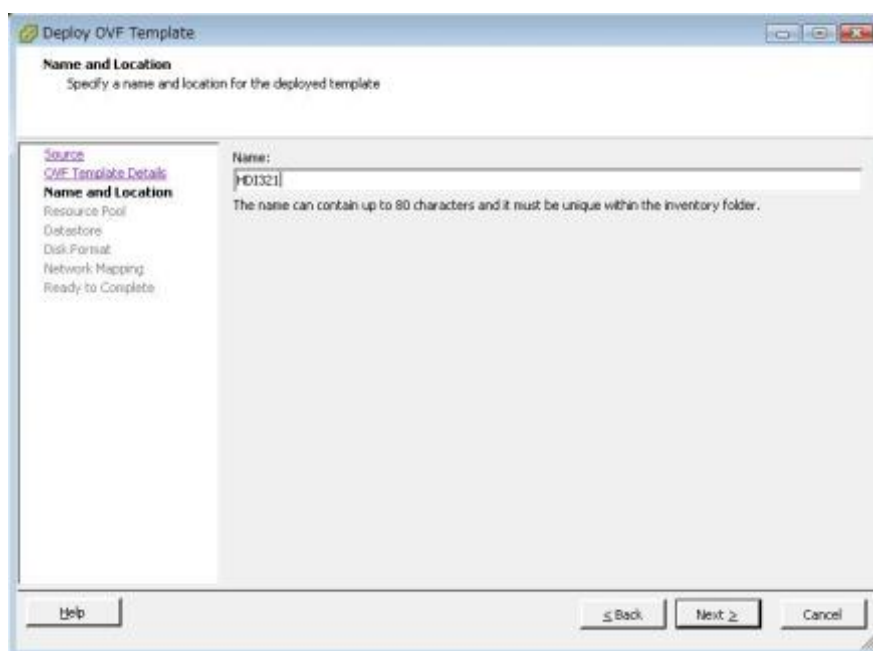 Deploy OVF Template
Name and Location
Specify a name and location for the deployed template
Source
OVF Template Details
Name and Location
Resource Pool
Datastore
Disk Format
Network Mapping
Ready to Complete
Name:
HDI321
The name can contain up to 80 characters and it must be unique within the inventory folder.
Help
≤ Back
Next ≥
Cancel